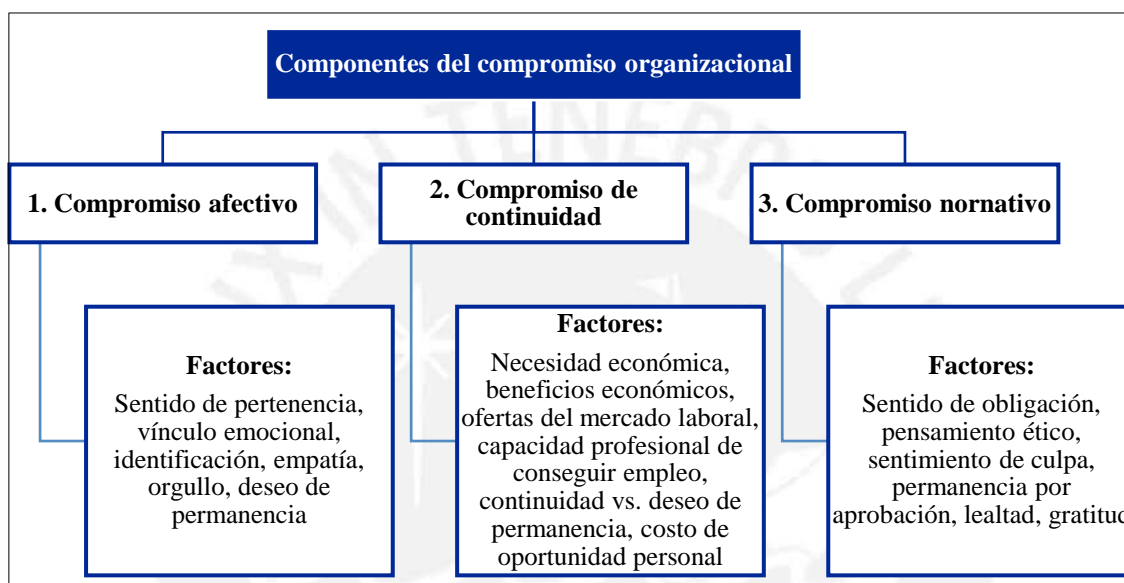 Componentes del compromiso organizacional
1. Compromiso afectivo
2. Compromiso de
continuidad
3. Compromiso nornativo
Factores:
Sentido de pertenencia,
vínculo emocional,
identificación, empatía,
orgullo, deseo de
permanencia
Factores:
Necesidad económica,
beneficios económicos,
ofertas del mercado laboral,
capacidad profesional de
conseguir empleo,
continuidad vs. deseo de
permanencia, costo de
oportunidad personal
Factores:
Sentido de obligación,
pensamiento ético,
sentimiento de culpa,
permanencia por
aprobación, lealtad, gratitud